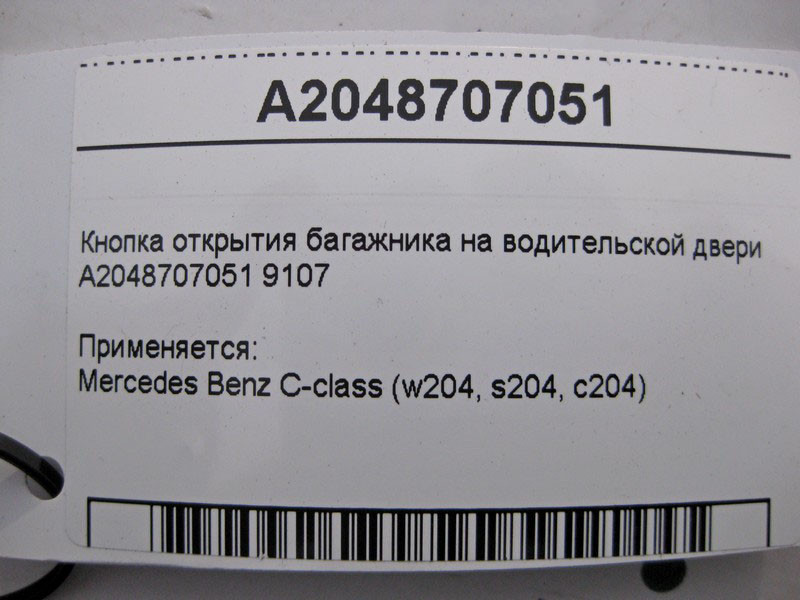 A2048707051
Кнопка открытия багажника на водительской двери
A2048707051 9107
Применяется:
Mercedes Benz C-class (w204, s204, c204)